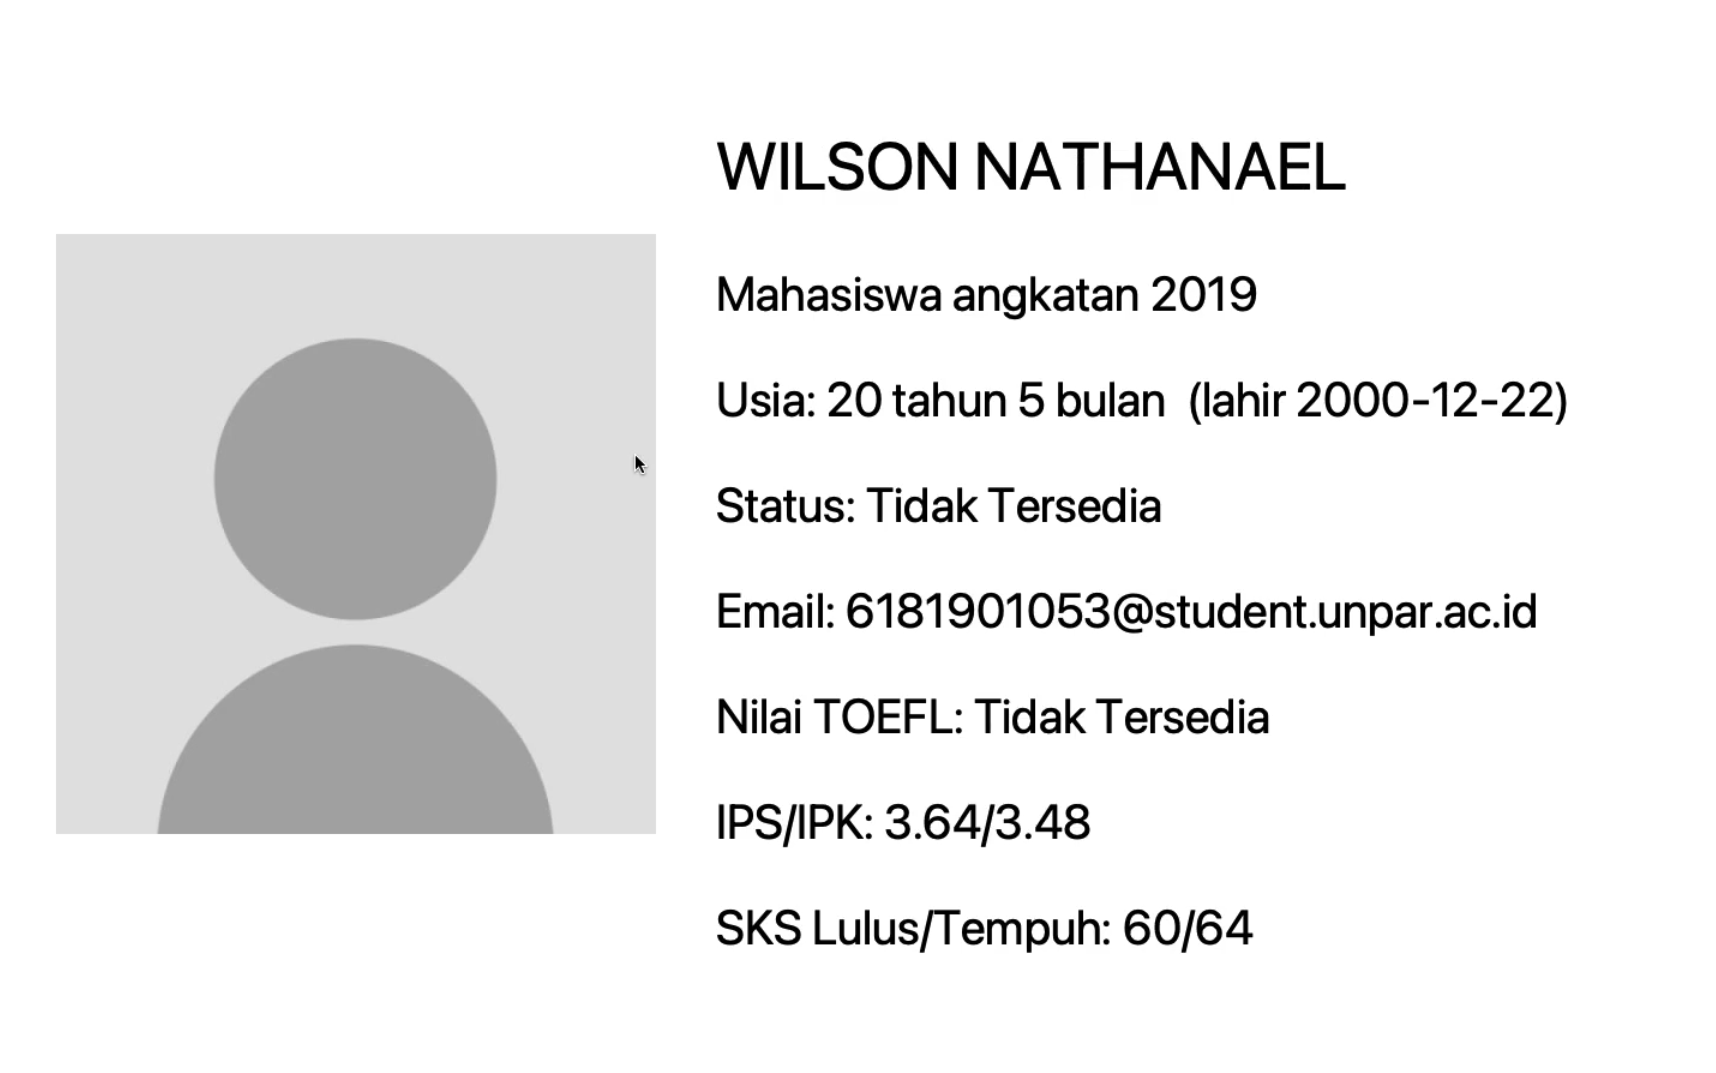 WILSON NATHANAEL
Mahasiswa angkatan 2019
Usia: 20 tahun 5 bulan (lahir 2000-12-22)
Status: Tidak Tersedia
Email: 6181901053@student.unpar.ac.id
Nilai TOEFL: Tidak Tersedia
IPS/IPK: 3.64/3.48
SKS Lulus/Tempuh: 60/64